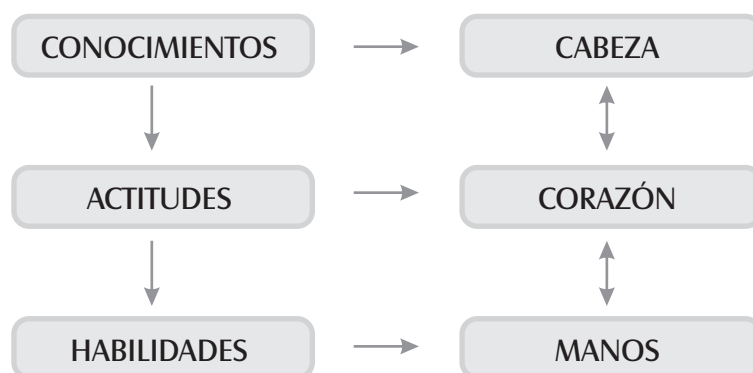 CONOCIMIENTOS
CABEZA
ACTITUDES
CORAZÓN
HABILIDADES
MANOS